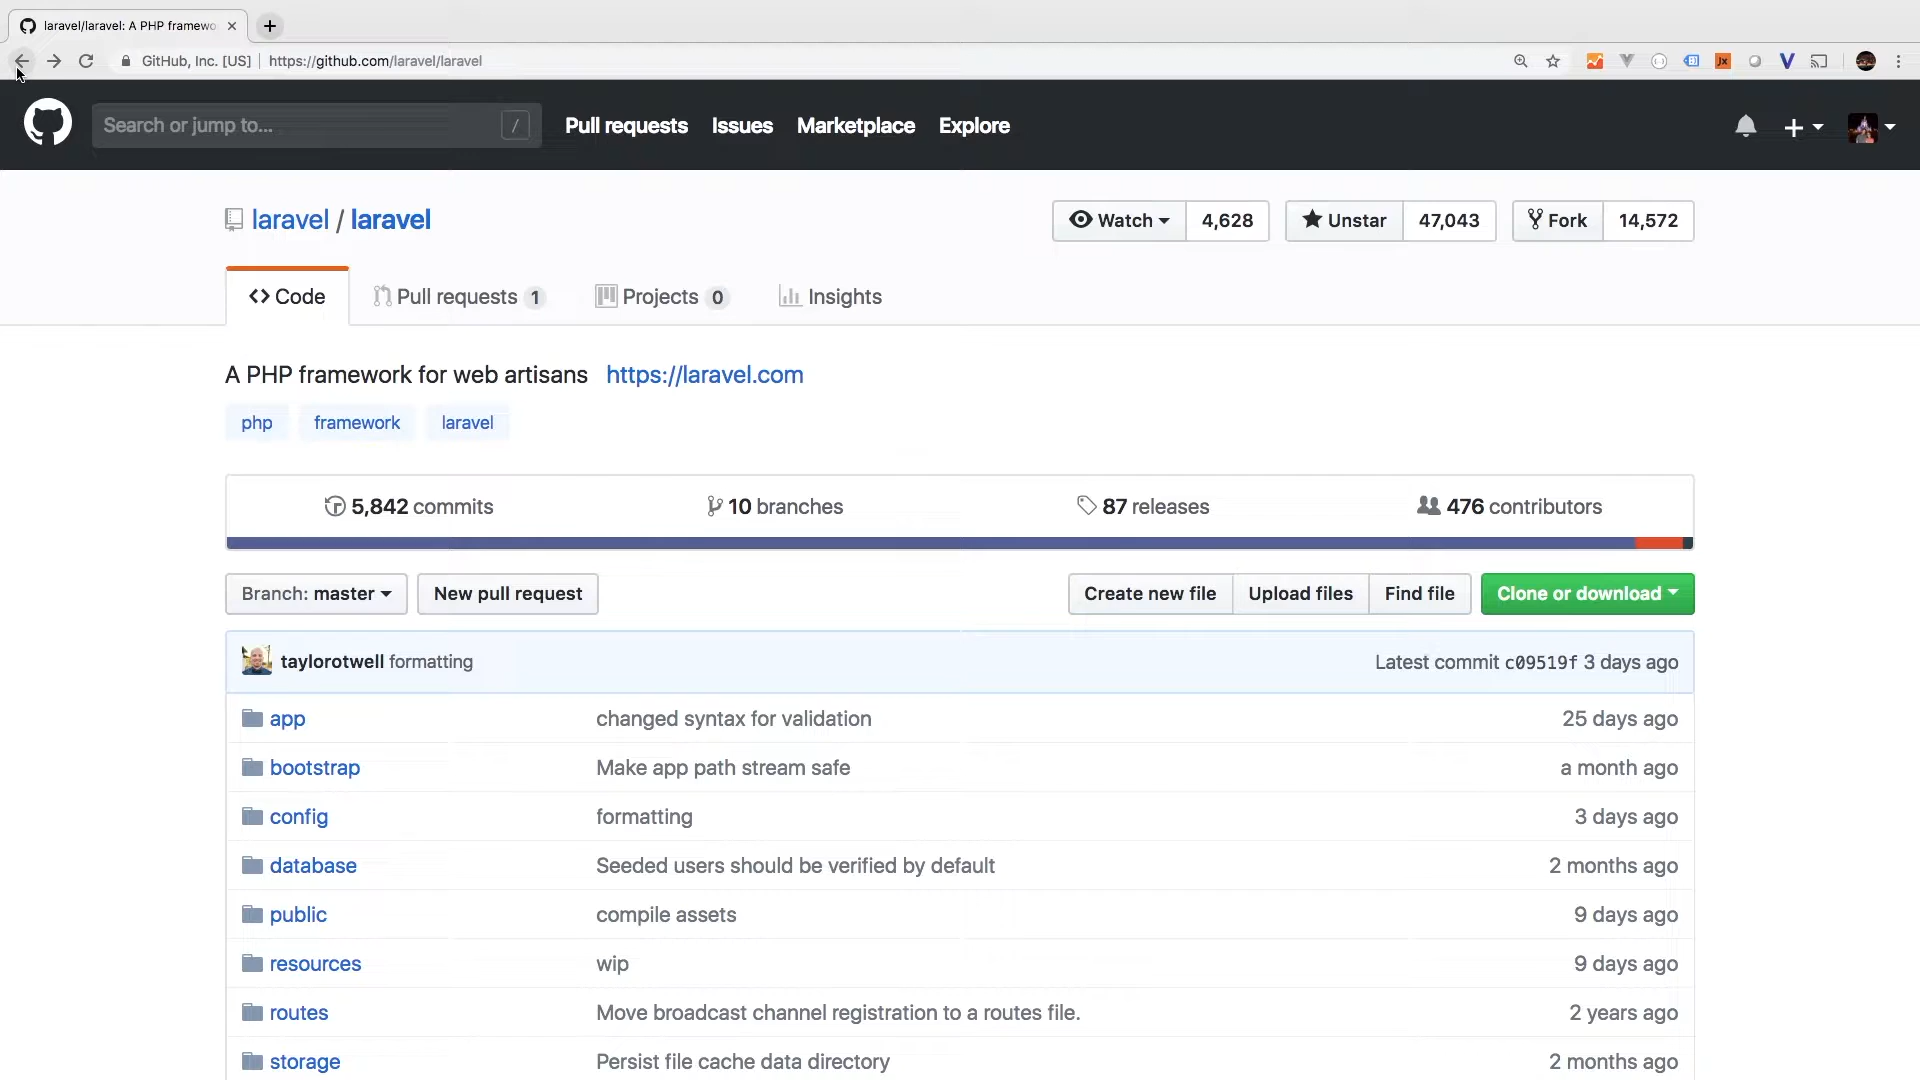 laravel/laravel: A PHP framewo
GitHub, Inc. [US] https://github.com/laravel/laravel
Search or jump to... / Pull requests Issues Marketplace Explore
laravel / laravel Watch 4,628 Unstar 47,043 Fork 14,572
Code Pull requests 1 Projects 0 Insights
A PHP framework for web artisans https://laravel.com
php framework laravel
5,842 commits 10 branches 87 releases 476 contributors
Branch: master New pull request Create new file Upload files Find file Clone or download
taylorotwell formatting Latest commit c09519f 3 days ago
app changed syntax for validation 25 days ago
bootstrap Make app path stream safe a month ago
config formatting 3 days ago
database Seeded users should be verified by default 2 months ago
public compile assets 9 days ago
resources wip 9 days ago
routes Move broadcast channel registration to a routes file. 2 years ago
storage Persist file cache data directory 2 months ago